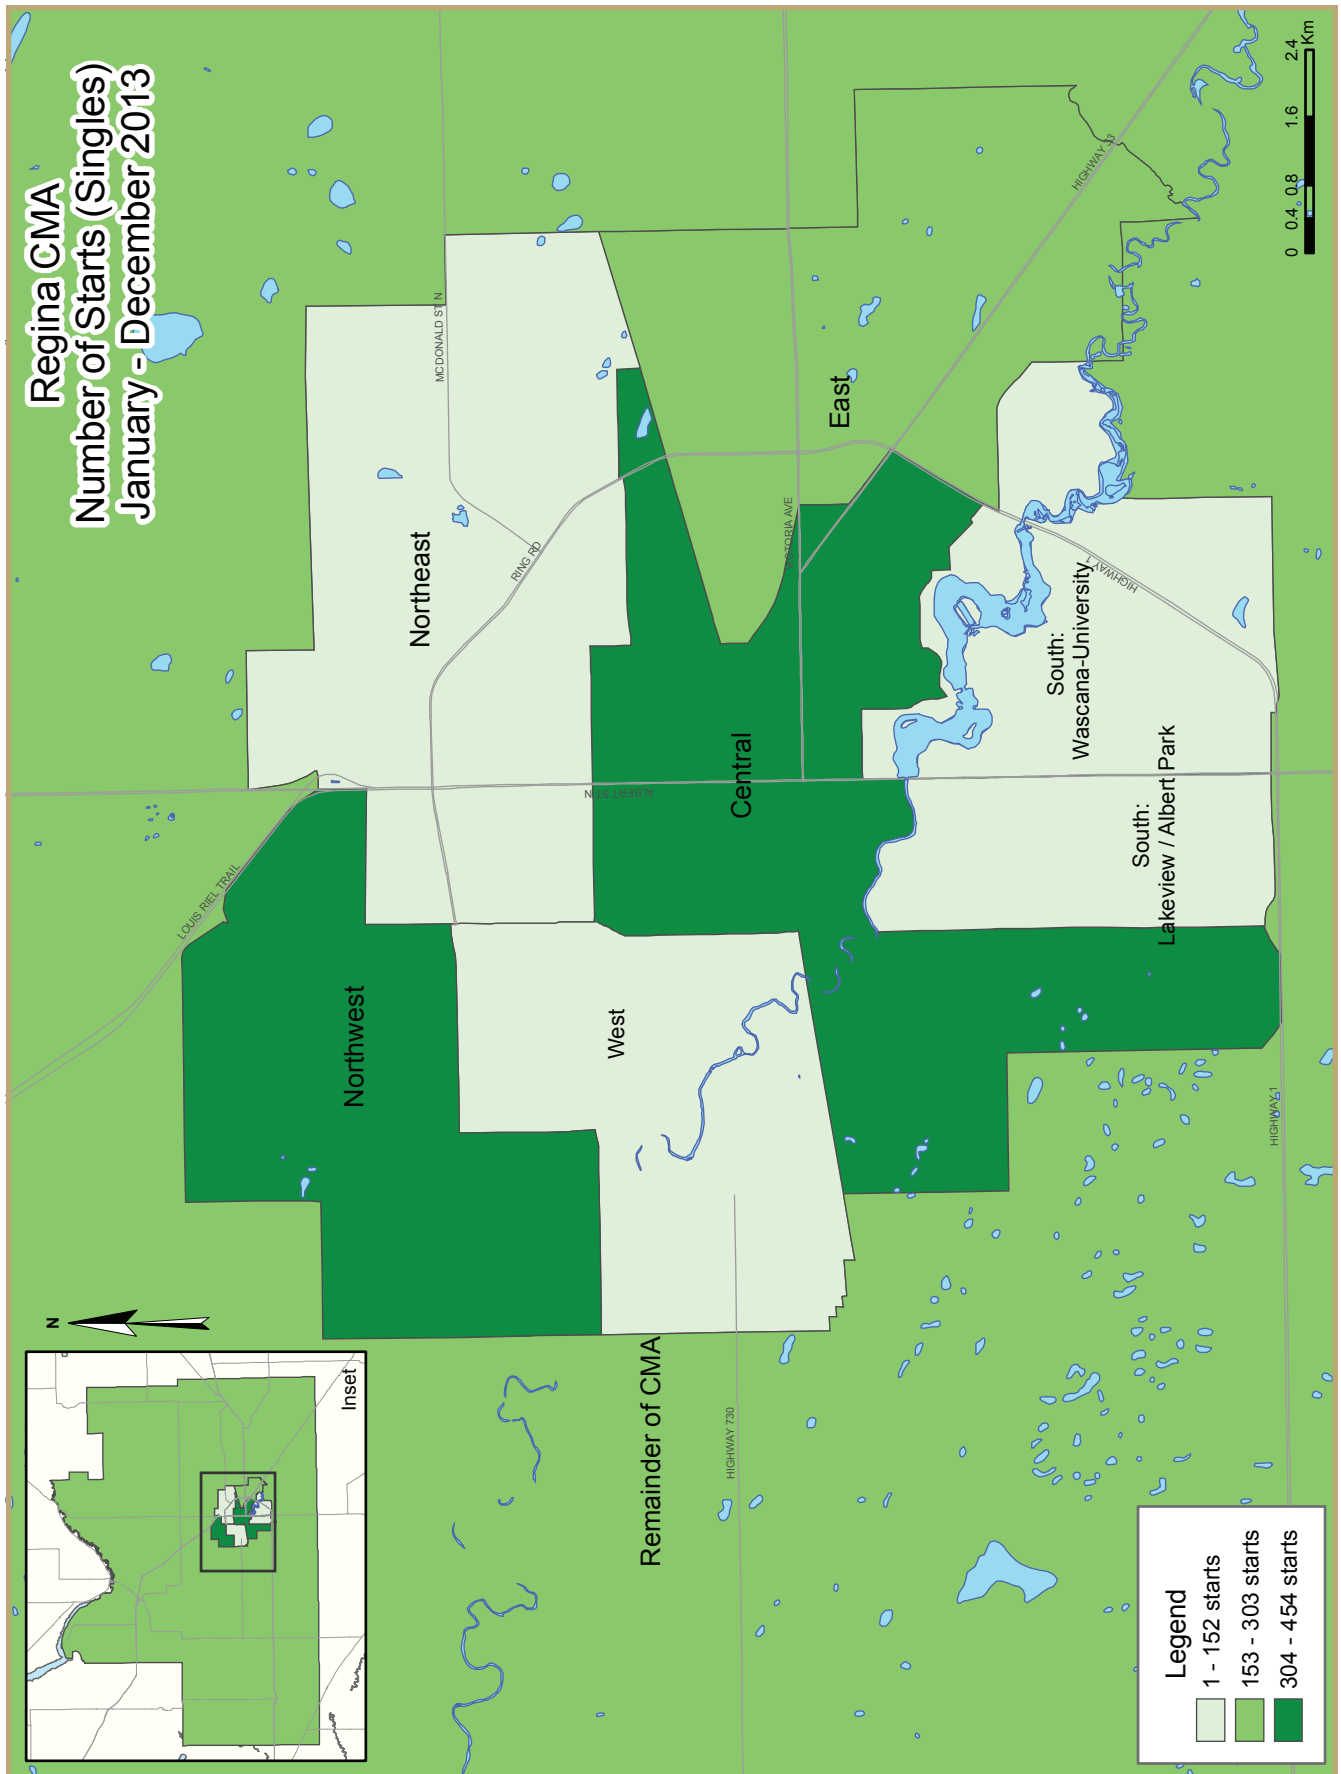 Regina CMA
Number of Starts (Singles)
January - December 2013
N
Inset
LOUIS RIEL TRAIL
MCDONALD ST N
Northwest
Northeast
RING RD
ALBERT ST N
West
Remainder of CMA
Central
HIGHWAY 730
VICTORIA AVE
East
HIGHWAY 33
South:
Wascana-University
HIGHWAY 1
South:
Lakeview / Albert Park
HIGHWAY 1
Legend
1 - 152 starts
153 - 303 starts
304 - 454 starts
0 0.4 0.8 1.6 2.4
Km